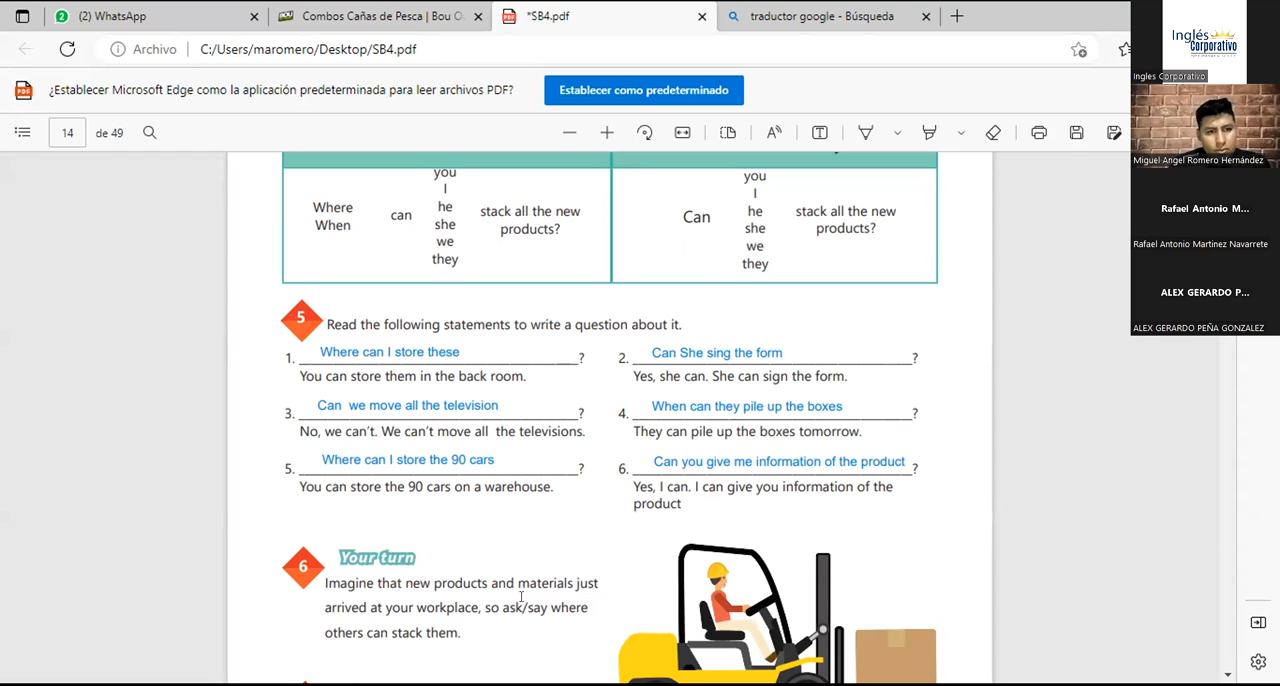 (2) WhatsApp
Combos Cañas de Pesca | Bou O
*SB4.pdf
traductor google - Búsqueda
Archivo
C:/Users/maromero/Desktop/SB4.pdf
¿Establecer Microsoft Edge como la aplicación predeterminada para leer archivos PDF?
Establecer como predeterminado
14
de 49
Inglés
Corporativo
Ingles Corporativo
Miguel Angel Romero Hernández
Rafael Antonio M...
Rafael Antonio Martinez Navarrete
ALEX GERARDO P...
ALEX GERARDO PEÑA GONZALEZ
Where
When
can
you
I
he
she
we
they
stack all the new
products?
Can
you
I
he
she
we
they
stack all the new
products?
5
Read the following statements to write a question about it.
1. Where can I store these ?
You can store them in the back room.
2. Can She sing the form ?
Yes, she can. She can sign the form.
3. Can we move all the television ?
No, we can't. We can't move all the televisions.
4. When can they pile up the boxes ?
They can pile up the boxes tomorrow.
5. Where can I store the 90 cars ?
You can store the 90 cars on a warehouse.
6. Can you give me information of the product ?
Yes, I can. I can give you information of the
product
6
Your turn
Imagine that new products and materials just
arrived at your workplace, so ask/say where
others can stack them.